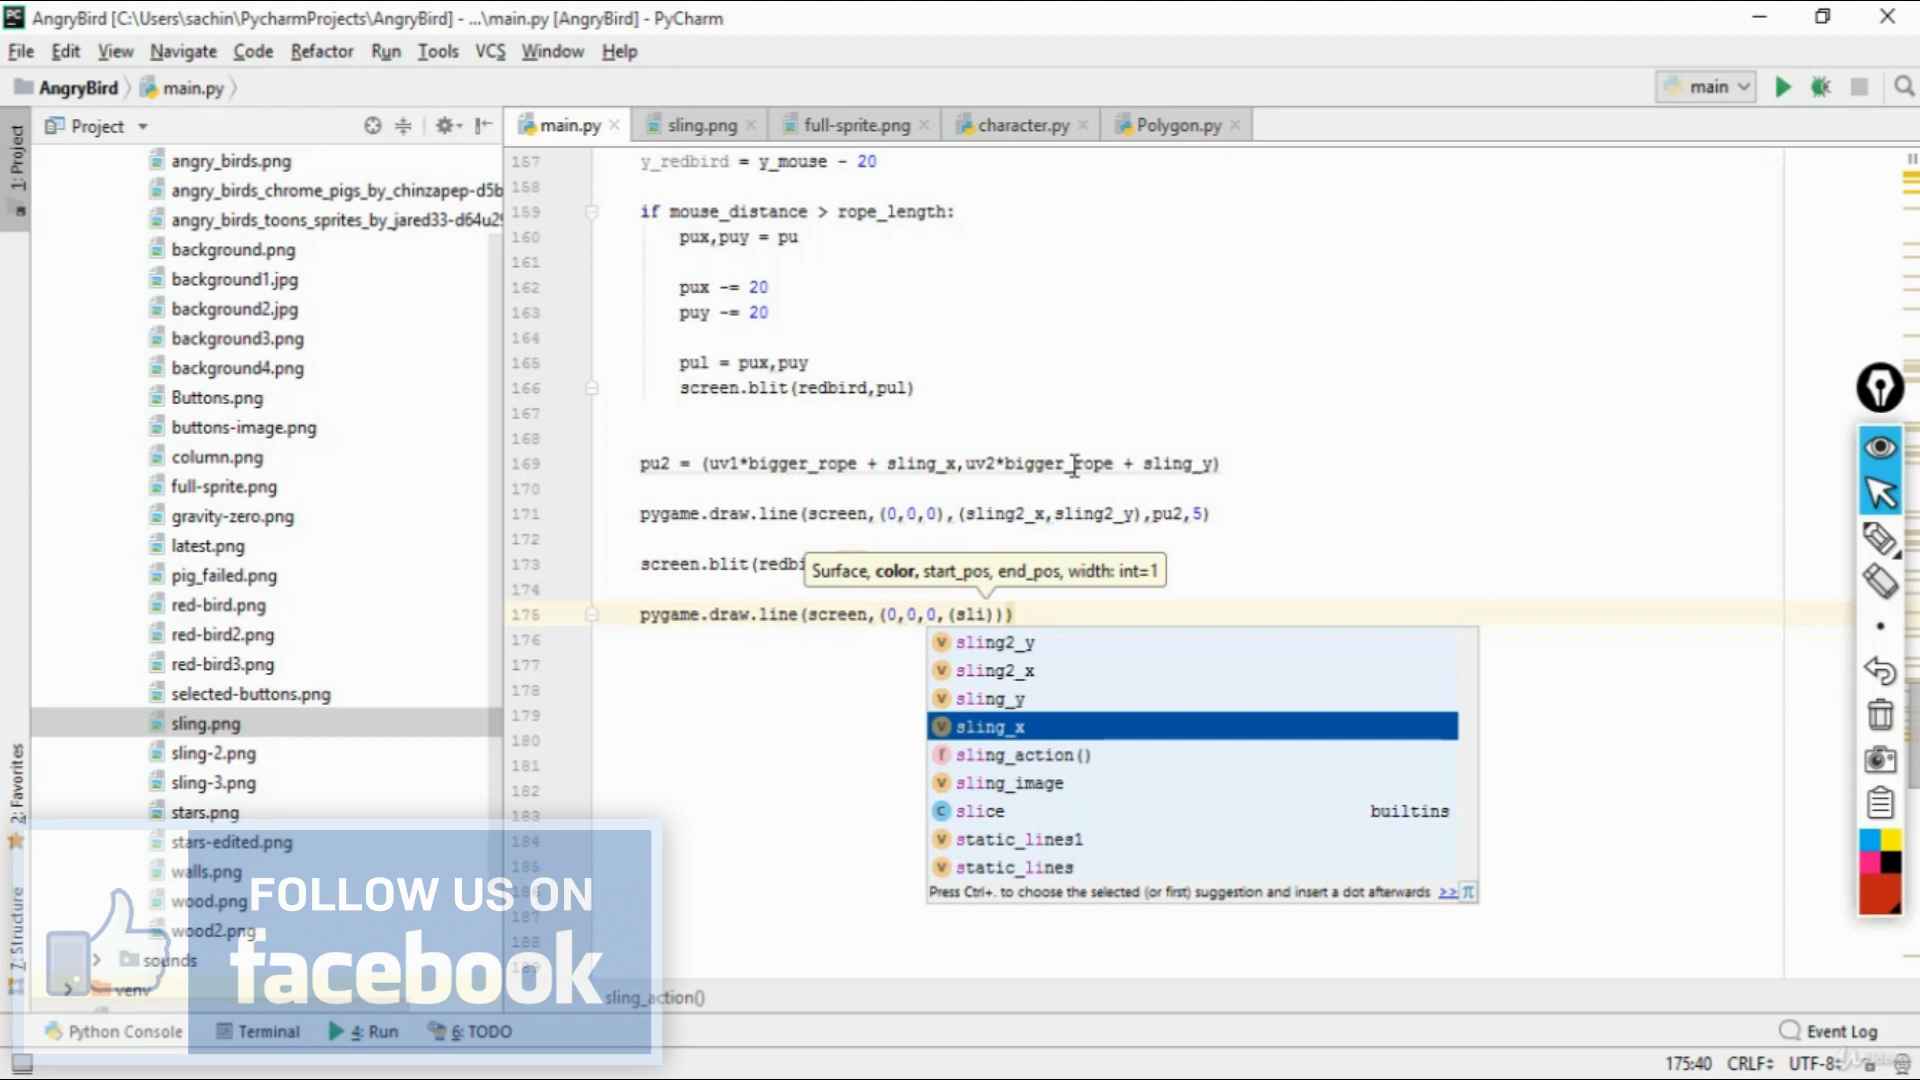 AngryBird [C:\Users\sachin\PycharmProjects\AngryBird] - ...\main.py [AngryBird] - PyCharm
File Edit View Navigate Code Refactor Run Tools VCS Window Help
AngryBird main.py main
1: Project
Project
main.py sling.png full-sprite.png character.py Polygon.py
angry_birds.png
angry_birds_chrome_pigs_by_chinzapep-d5b
angry_birds_toons_sprites_by_jared33-d64u2
background.png
background1.jpg
background2.jpg
background3.png
background4.png
Buttons.png
buttons-image.png
column.png
full-sprite.png
gravity-zero.png
latest.png
pig_failed.png
red-bird.png
red-bird2.png
red-bird3.png
selected-buttons.png
sling.png
sling-2.png
sling-3.png
stars.png
stars-edited.png
walls.png
wood.png
wood2.png
sounds
venv
2: Favorites
7: Structure
157 y_redbird = y_mouse - 20
158
159 if mouse_distance > rope_length:
160 pux,puy = pu
161
162 pux -= 20
163 puy -= 20
164
165 pul = pux,puy
166 screen.blit(redbird,pul)
167
168
169 pu2 = (uv1*bigger_rope + sling_x,uv2*bigger_rope + sling_y)
170
171 pygame.draw.line(screen,(0,0,0),(sling2_x,sling2_y),pu2,5)
172
173 screen.blit(redbi
Surface, color, start_pos, end_pos, width: int=1
174
175 pygame.draw.line(screen,(0,0,0,(sli)))
176
177
178
179
180
181
182
183
184
185
187
188
sling2_y
sling2_x
sling_y
sling_x
sling_action()
sling_image
slice builtins
static_lines1
static_lines
Press Ctrl+. to choose the selected (or first) suggestion and insert a dot afterwards >> π
FOLLOW US ON
facebook
sling_action()
Python Console Terminal 4: Run 6: TODO Event Log
175:40 CRLF UTF-8